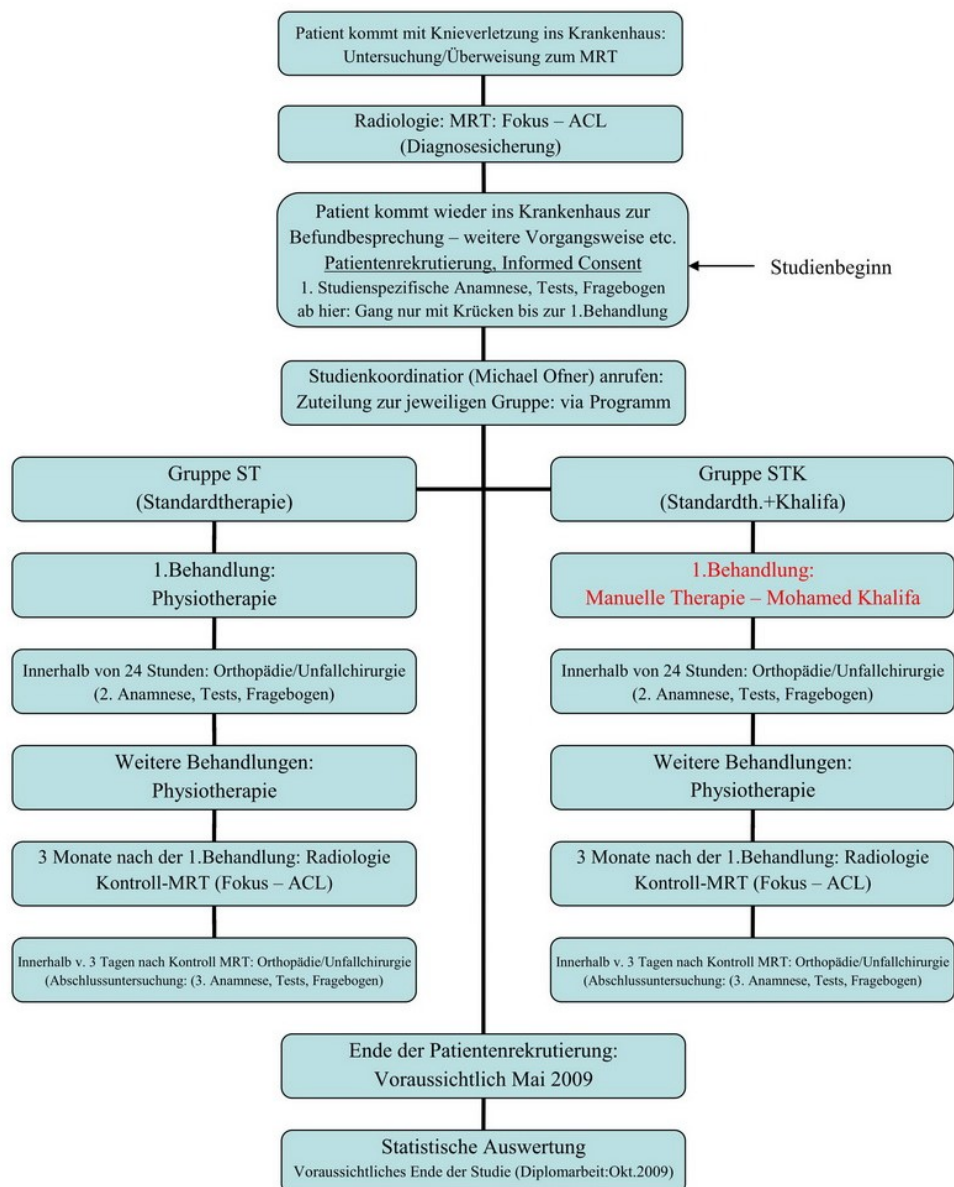 Patient kommt mit Knieverletzung ins Krankenhaus:
Untersuchung/Überweisung zum MRT
Radiologie: MRT: Fokus – ACL
(Diagnosesicherung)
Patient kommt wieder ins Krankenhaus zur
Befundbesprechung – weitere Vorgangsweise etc.
Patientenrekrutierung, Informed Consent
1. Studienspezifische Anamnese, Tests, Fragebogen
ab hier: Gang nur mit Krücken bis zur 1.Behandlung
Studienbeginn
Studienkoordinatior (Michael Ofner) anrufen:
Zuteilung zur jeweiligen Gruppe: via Programm
Gruppe ST
(Standardtherapie)
1.Behandlung:
Physiotherapie
Innerhalb von 24 Stunden: Orthopädie/Unfallchirurgie
(2. Anamnese, Tests, Fragebogen)
Weitere Behandlungen:
Physiotherapie
3 Monate nach der 1.Behandlung: Radiologie
Kontroll-MRT (Fokus – ACL)
Innerhalb v. 3 Tagen nach Kontroll MRT: Orthopädie/Unfallchirurgie
(Abschlussuntersuchung: (3. Anamnese, Tests, Fragebogen)
Gruppe STK
(Standardth.+Khalifa)
1.Behandlung:
Manuelle Therapie – Mohamed Khalifa
Innerhalb von 24 Stunden: Orthopädie/Unfallchirurgie
(2. Anamnese, Tests, Fragebogen)
Weitere Behandlungen:
Physiotherapie
3 Monate nach der 1.Behandlung: Radiologie
Kontroll-MRT (Fokus – ACL)
Innerhalb v. 3 Tagen nach Kontroll MRT: Orthopädie/Unfallchirurgie
(Abschlussuntersuchung: (3. Anamnese, Tests, Fragebogen)
Ende der Patientenrekrutierung:
Voraussichtlich Mai 2009
Statistische Auswertung
Voraussichtliches Ende der Studie (Diplomarbeit:Okt.2009)